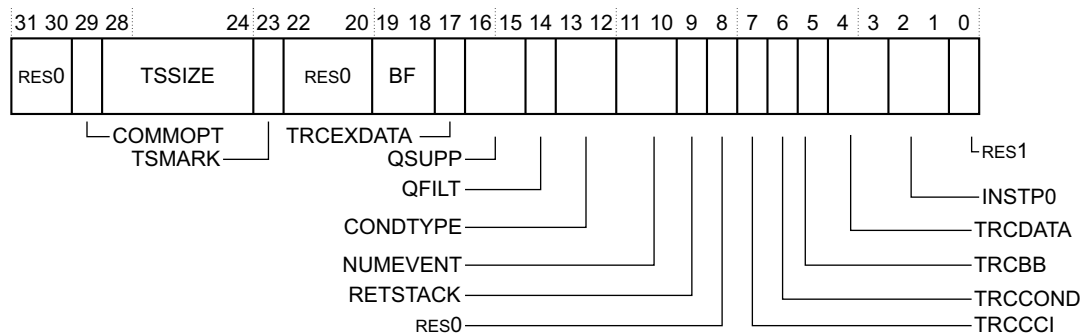 31 30 29 28 24 23 22 20 19 18 17 16 15 14 13 12 11 10 9 8 7 6 5 4 3 2 1 0
RES0 TSSIZE RES0 BF
COMMOPT TRCEXDATA
TSMARK QSUPP RES1
QFILT INSTP0
CONDTYPE TRCDATA
NUMEVENT TRCBB
RETSTACK TRCCOND
RES0 TRCCCI